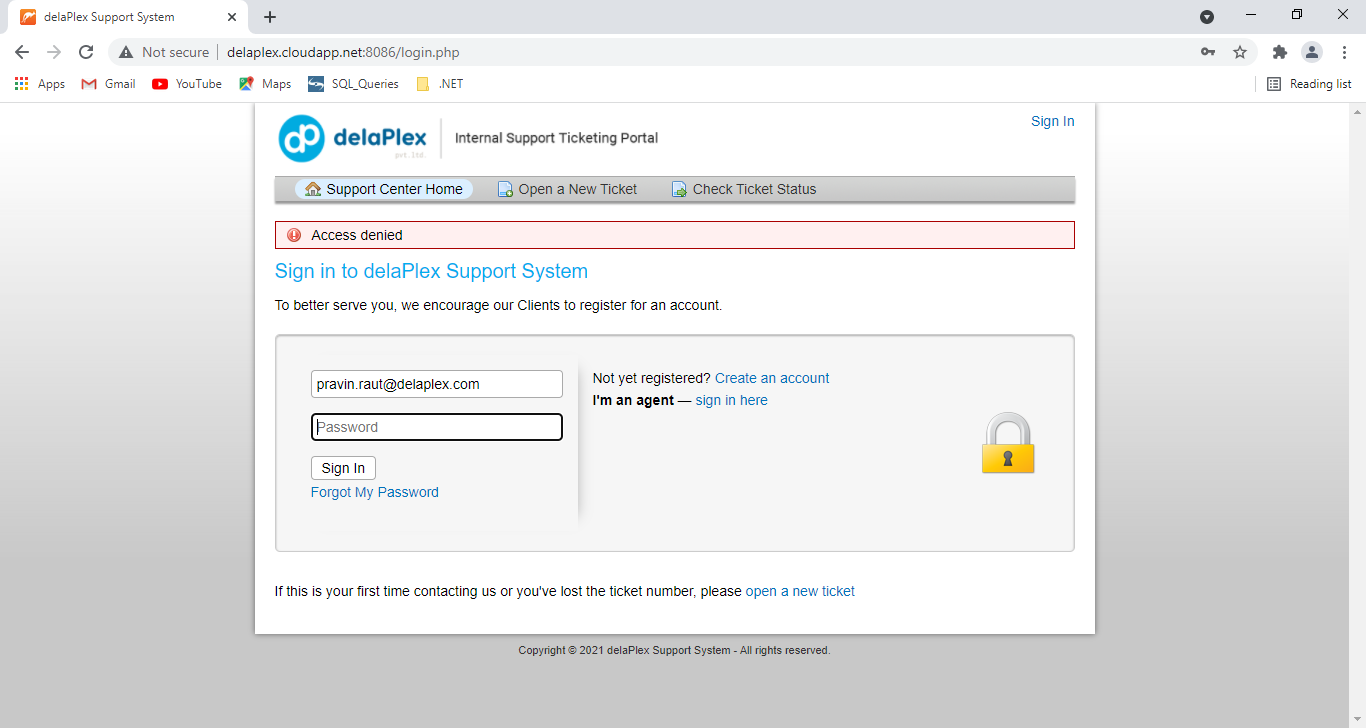 delaPlex Support System
Not secure delaplex.cloudapp.net:8086/login.php
Apps Gmail YouTube Maps SQL_Queries .NET Reading list
Sign In
dp delaPlex Internal Support Ticketing Portal
pvt.ltd.
Support Center Home Open a New Ticket Check Ticket Status
Access denied
Sign in to delaPlex Support System
To better serve you, we encourage our Clients to register for an account.
pravin.raut@delaplex.com
Password
Sign In
Forgot My Password
Not yet registered? Create an account
I'm an agent — sign in here
If this is your first time contacting us or you've lost the ticket number, please open a new ticket
Copyright © 2021 delaPlex Support System - All rights reserved.